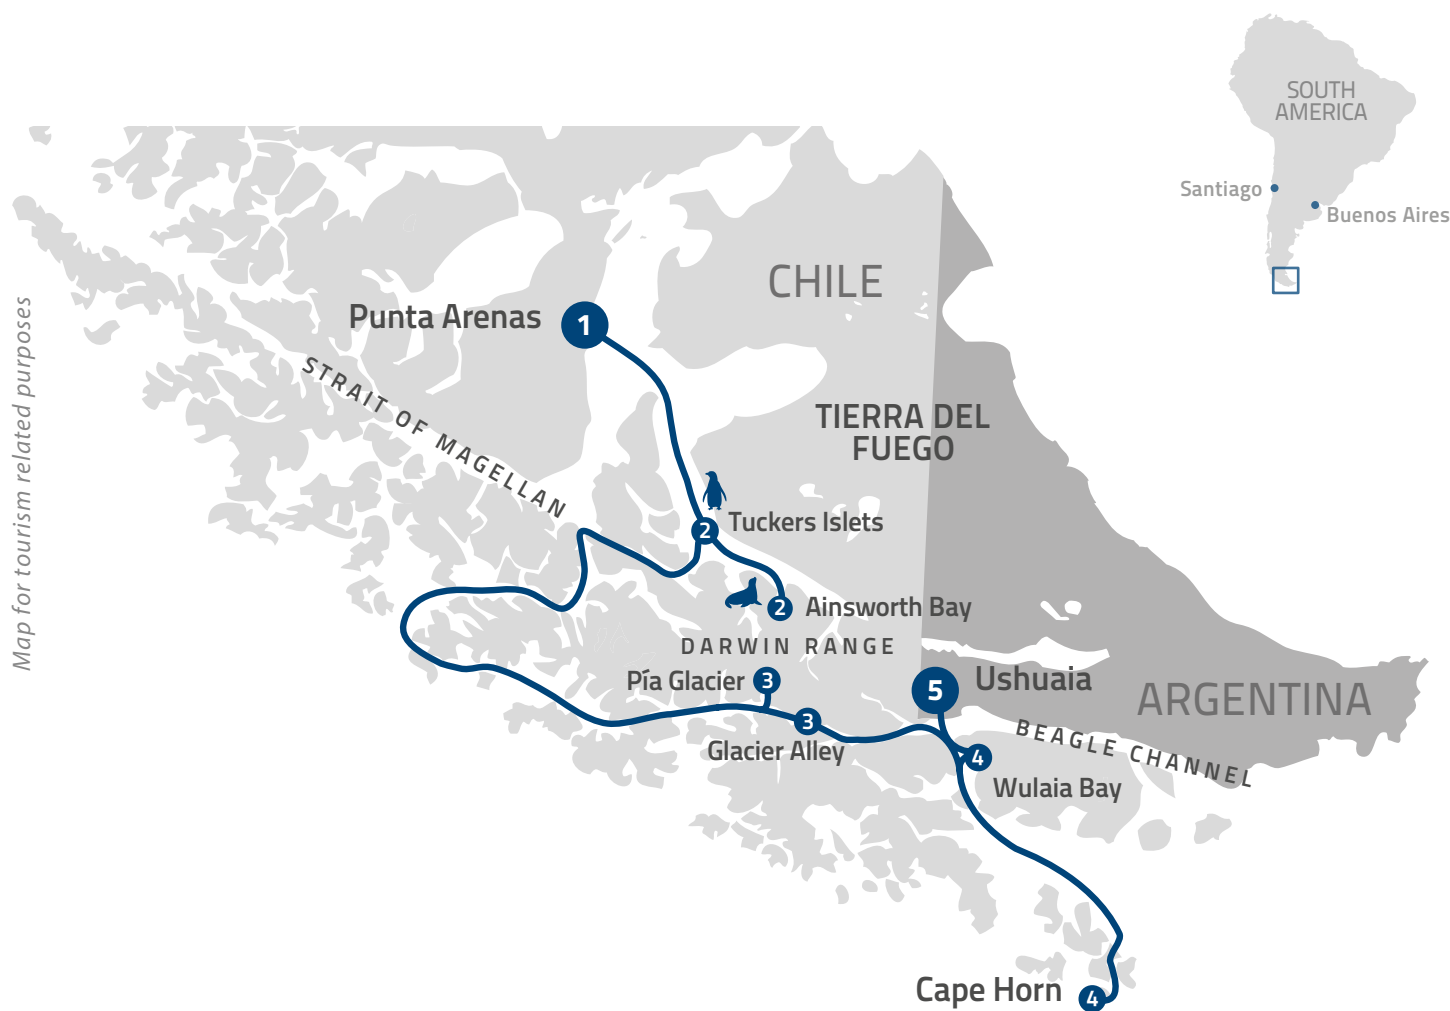 SOUTH
AMERICA
Santiago
Buenos Aires
CHILE
Punta Arenas
1
Map for tourism related purposes
STRAIT OF MAGELLAN
TIERRA DEL
FUEGO
2
Tuckers Islets
2
Ainsworth Bay
DARWIN RANGE
Pía Glacier
3
5
Ushuaia
ARGENTINA
3
Glacier Alley
BEAGLE CHANNEL
4
Wulaia Bay
Cape Horn
4